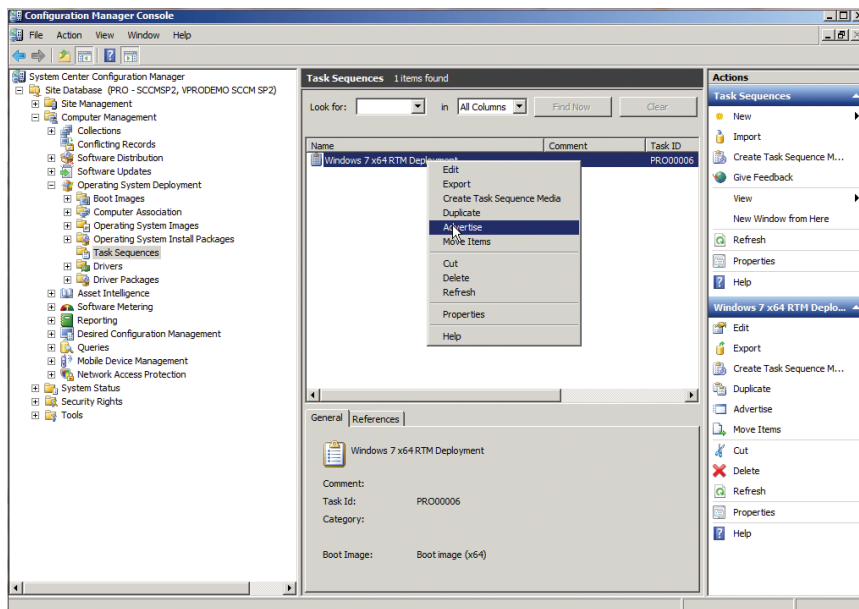 Configuration Manager Console
File Action View Window Help
System Center Configuration Manager
Site Database (PRO - SCCMSP2, VPRODEMO SCCM SP2)
Site Management
Computer Management
Collections
Conflicting Records
Software Distribution
Software Updates
Operating System Deployment
Boot Images
Computer Association
Operating System Images
Operating System Install Packages
Task Sequences
Drivers
Driver Packages
Asset Intelligence
Software Metering
Reporting
Desired Configuration Management
Queries
Mobile Device Management
Network Access Protection
System Status
Security Rights
Tools
Task Sequences 1 items found
Look for: in All Columns Find Now Clear
Name Comment Task ID
Windows 7 x64 RTM Deployment PRO00006
Edit
Export
Create Task Sequence Media
Duplicate
Advertise
Move Items
Cut
Delete
Refresh
Properties
Help
General References
Windows 7 x64 RTM Deployment
Comment:
Task Id: PRO00006
Category:
Boot Image: Boot image (x64)
Actions
Task Sequences
New
Import
Create Task Sequence M...
Give Feedback
View
New Window from Here
Refresh
Properties
Help
Windows 7 x64 RTM Deplo...
Edit
Export
Create Task Sequence M...
Duplicate
Advertise
Move Items
Cut
Delete
Refresh
Properties
Help